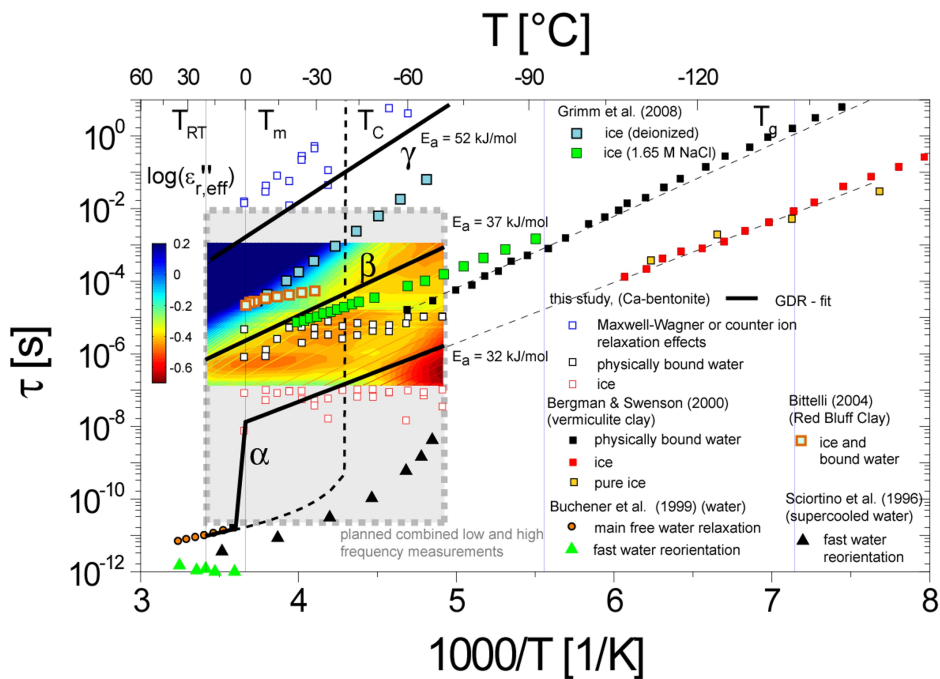 T [°C]
60 30 0 -30 -60 -90 -120
T_RT T_m T_C T_g
10^0
10^-2
10^-4
10^-6
10^-8
10^-10
10^-12
τ [s]
log(ε''_r,eff)
0.2
0
-0.2
-0.4
-0.6
γ
E_a = 52 kJ/mol
β
E_a = 37 kJ/mol
E_a = 32 kJ/mol
α
Grimm et al. (2008)
ice (deionized)
ice (1.65 M NaCl)
this study, (Ca-bentonite)
GDR - fit
Maxwell-Wagner or counter ion
relaxation effects
physically bound water
ice
Bergman & Swenson (2000)
(vermiculite clay)
physically bound water
ice
pure ice
Bittelli (2004)
(Red Bluff Clay)
ice and
bound water
Buchener et al. (1999) (water)
main free water relaxation
fast water reorientation
Sciortino et al. (1996)
(supercooled water)
fast water
reorientation
planned combined low and high
frequency measurements
3 4 5 6 7 8
1000/T [1/K]